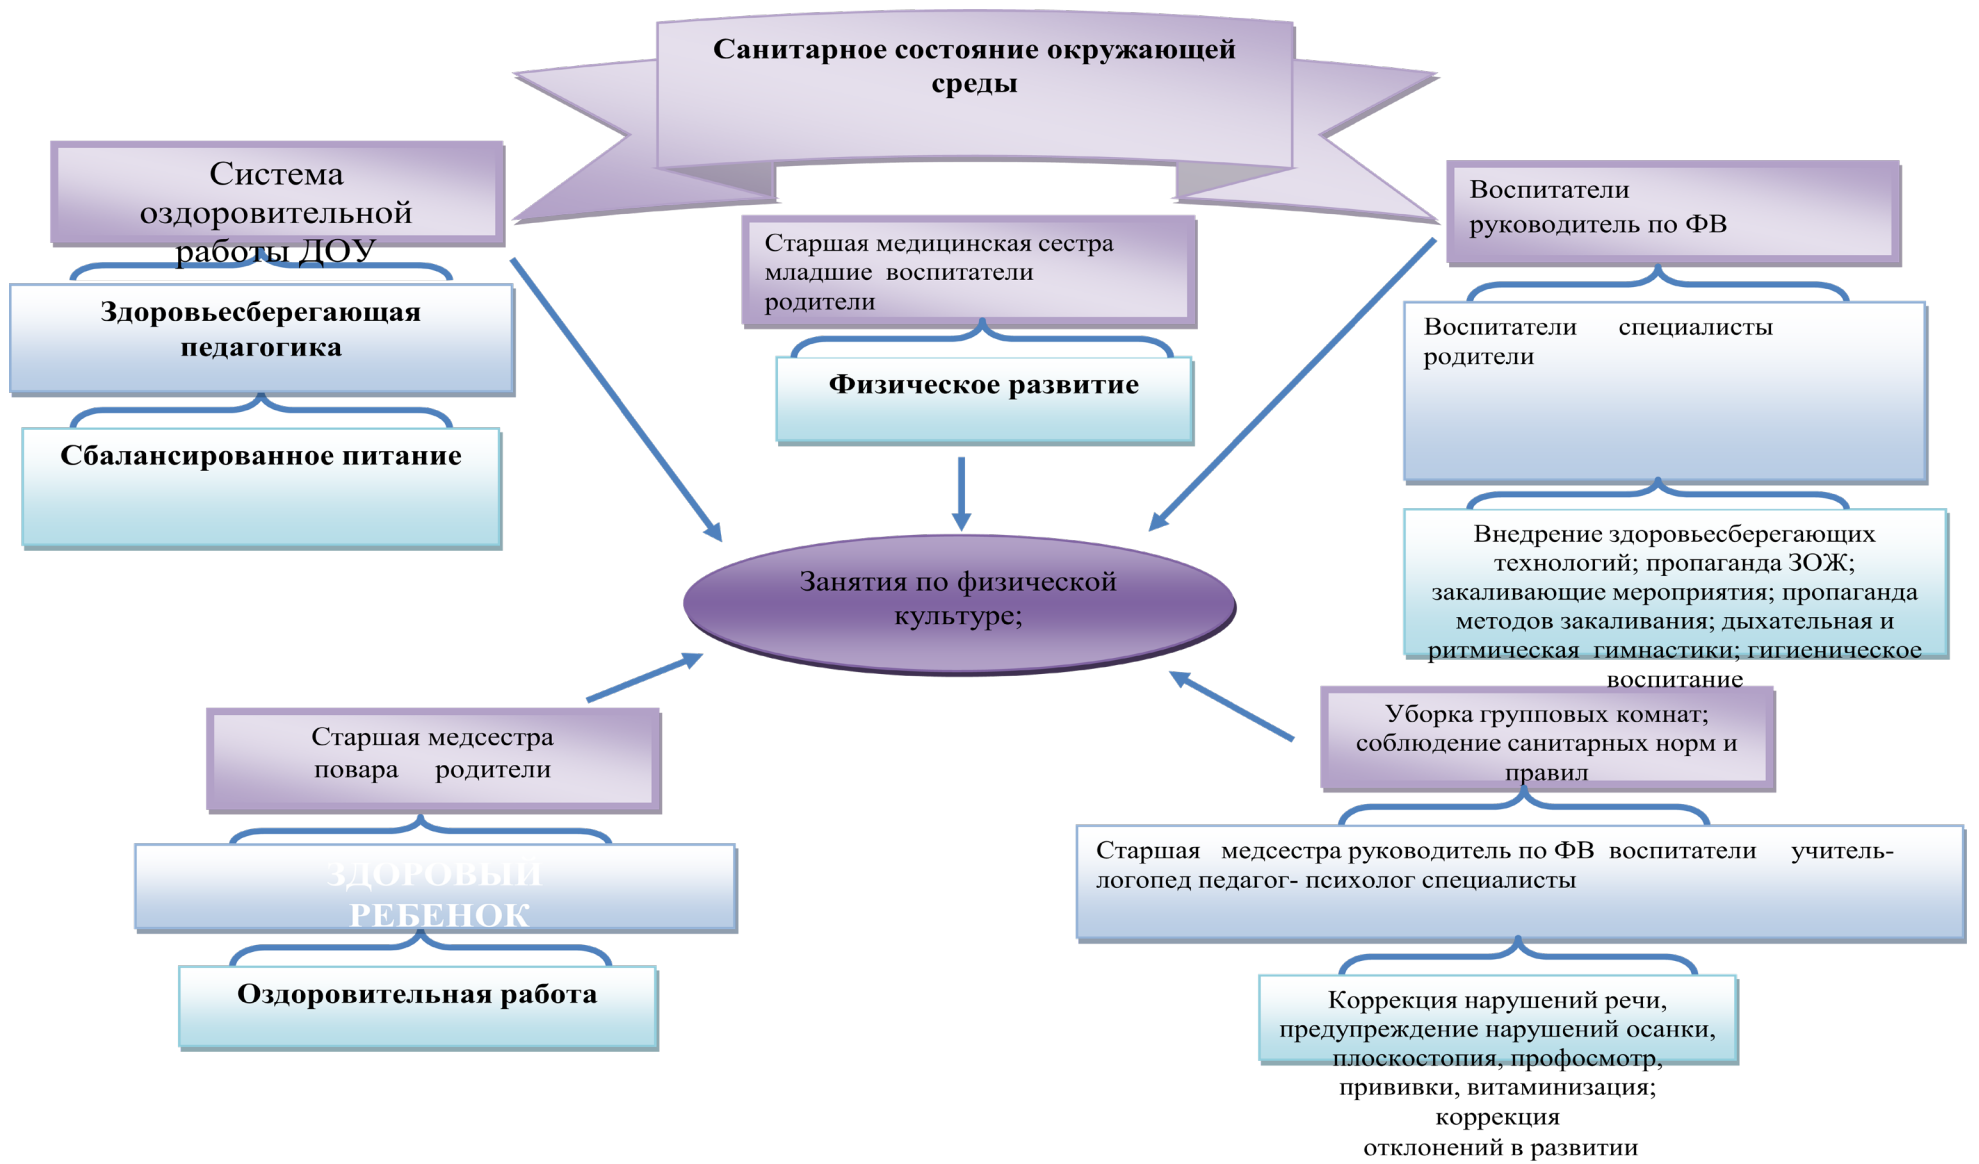 Санитарное состояние окружающей
среды
Система
оздоровительной
работы ДОУ
Здоровьесберегающая
педагогика
Сбалансированное питание
Старшая медицинская сестра
младшие воспитатели
родители
Физическое развитие
Воспитатели
руководитель по ФВ
Воспитатели специалисты
родители
Внедрение здоровьесберегающих
технологий; пропаганда ЗОЖ;
закаливающие мероприятия; пропаганда
методов закаливания; дыхательная и
ритмическая гимнастики; гигиеническое
воспитание
Занятия по физической
культуре;
Старшая медсестра
повара родители
ЗДОРОВЫЙ
РЕБЕНОК
Оздоровительная работа
Уборка групповых комнат;
соблюдение санитарных норм и
правил
Старшая медсестра руководитель по ФВ воспитатели учитель-
логопед педагог- психолог специалисты
Коррекция нарушений речи,
предупреждение нарушений осанки,
плоскостопия, профосмотр,
прививки, витаминизация;
коррекция
отклонений в развитии